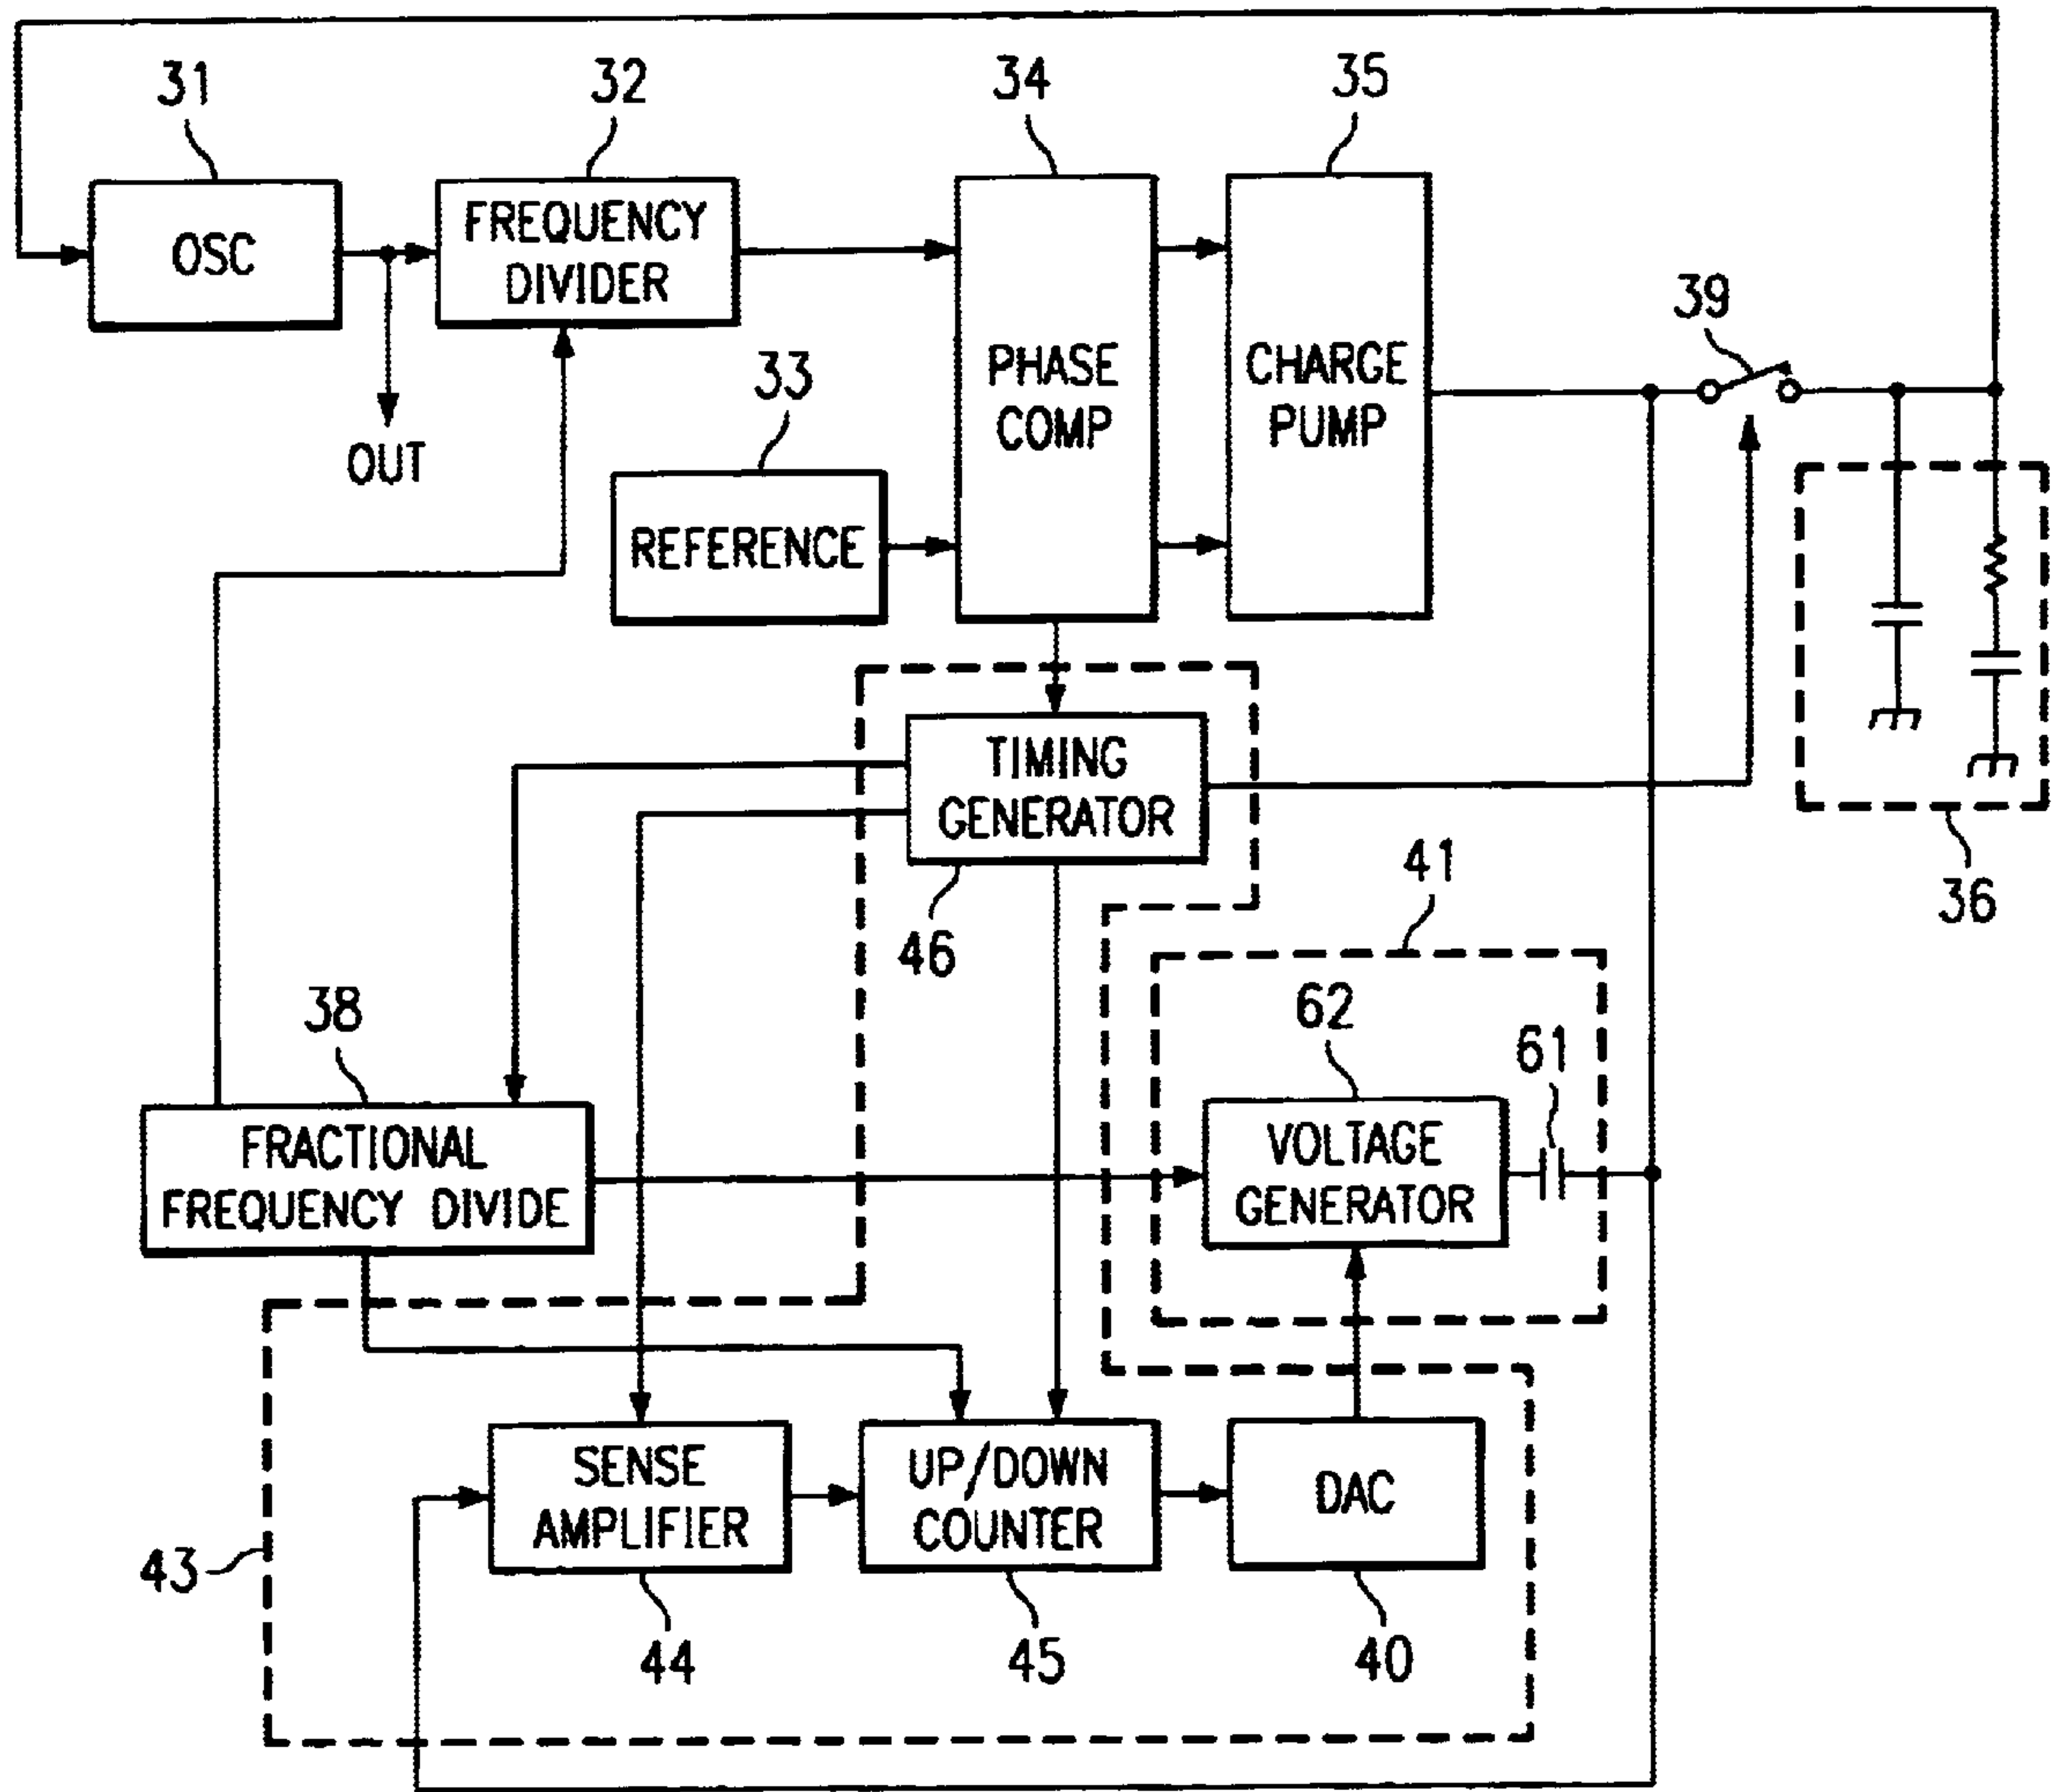 31
32
34
35
OSC
FREQUENCY
DIVIDER
39
33
PHASE
COMP
CHARGE
PUMP
OUT
REFERENCE
TIMING
GENERATOR
41
36
46
38
62
61
FRACTIONAL
FREQUENCY DIVIDE
VOLTAGE
GENERATOR
SENSE
AMPLIFIER
UP/DOWN
COUNTER
DAC
43
44
45
40